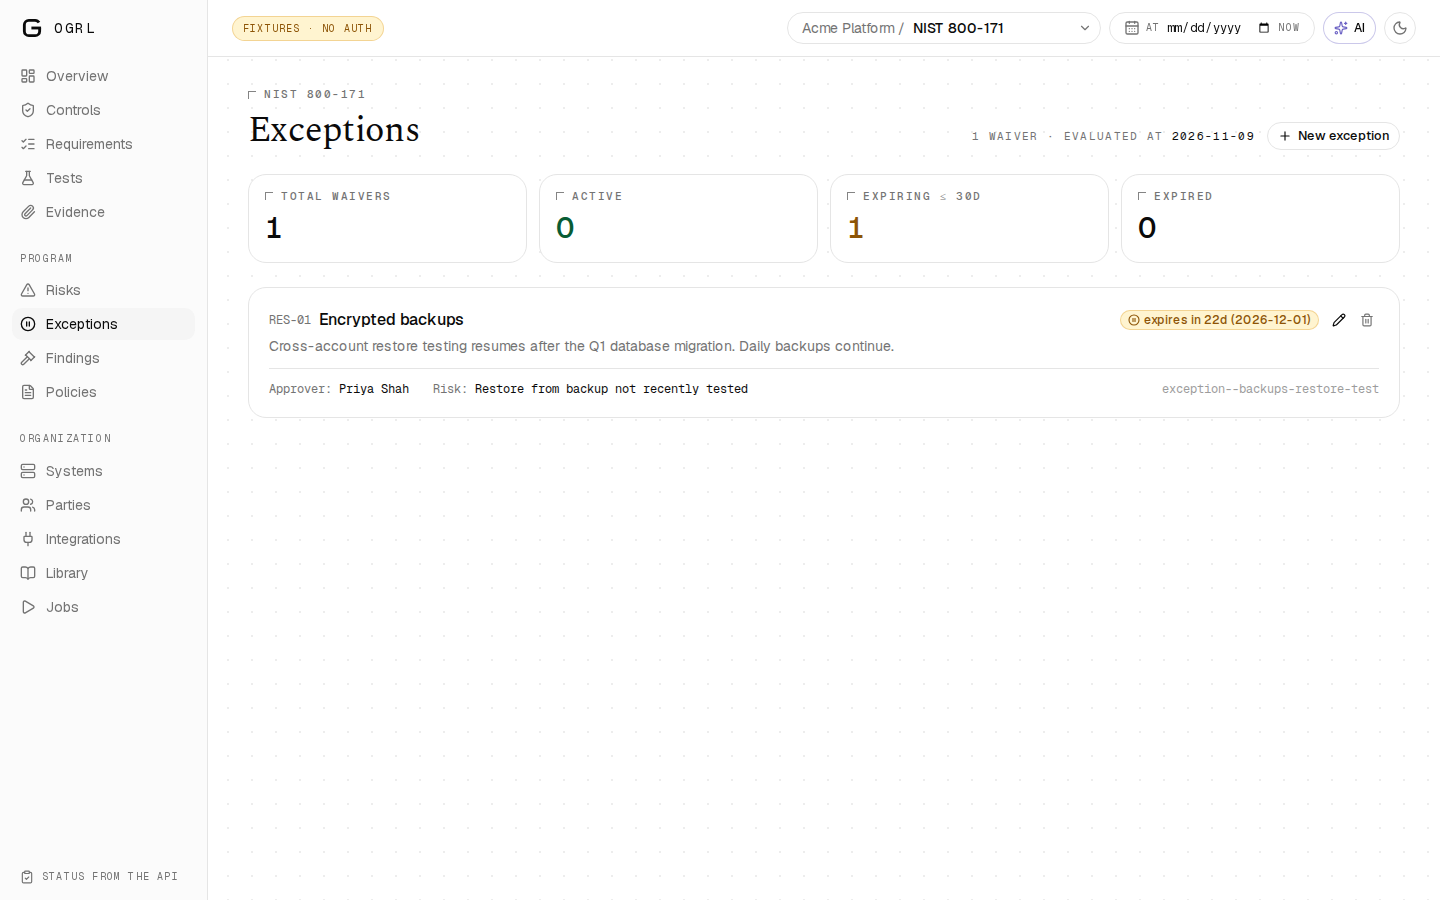 OGRL
FIXTURES · NO AUTH
Acme Platform / NIST 800-171
AT mm/dd/yyyy NOW
AI
Overview
Controls
Requirements
Tests
Evidence
PROGRAM
Risks
Exceptions
Findings
Policies
ORGANIZATION
Systems
Parties
Integrations
Library
Jobs
STATUS FROM THE API
NIST 800-171
Exceptions
1 WAIVER · EVALUATED AT 2026-11-09
New exception
TOTAL WAIVERS
1
ACTIVE
0
EXPIRING ≤ 30D
1
EXPIRED
0
RES-01 Encrypted backups
expires in 22d (2026-12-01)
Cross-account restore testing resumes after the Q1 database migration. Daily backups continue.
Approver: Priya Shah Risk: Restore from backup not recently tested
exception--backups-restore-test